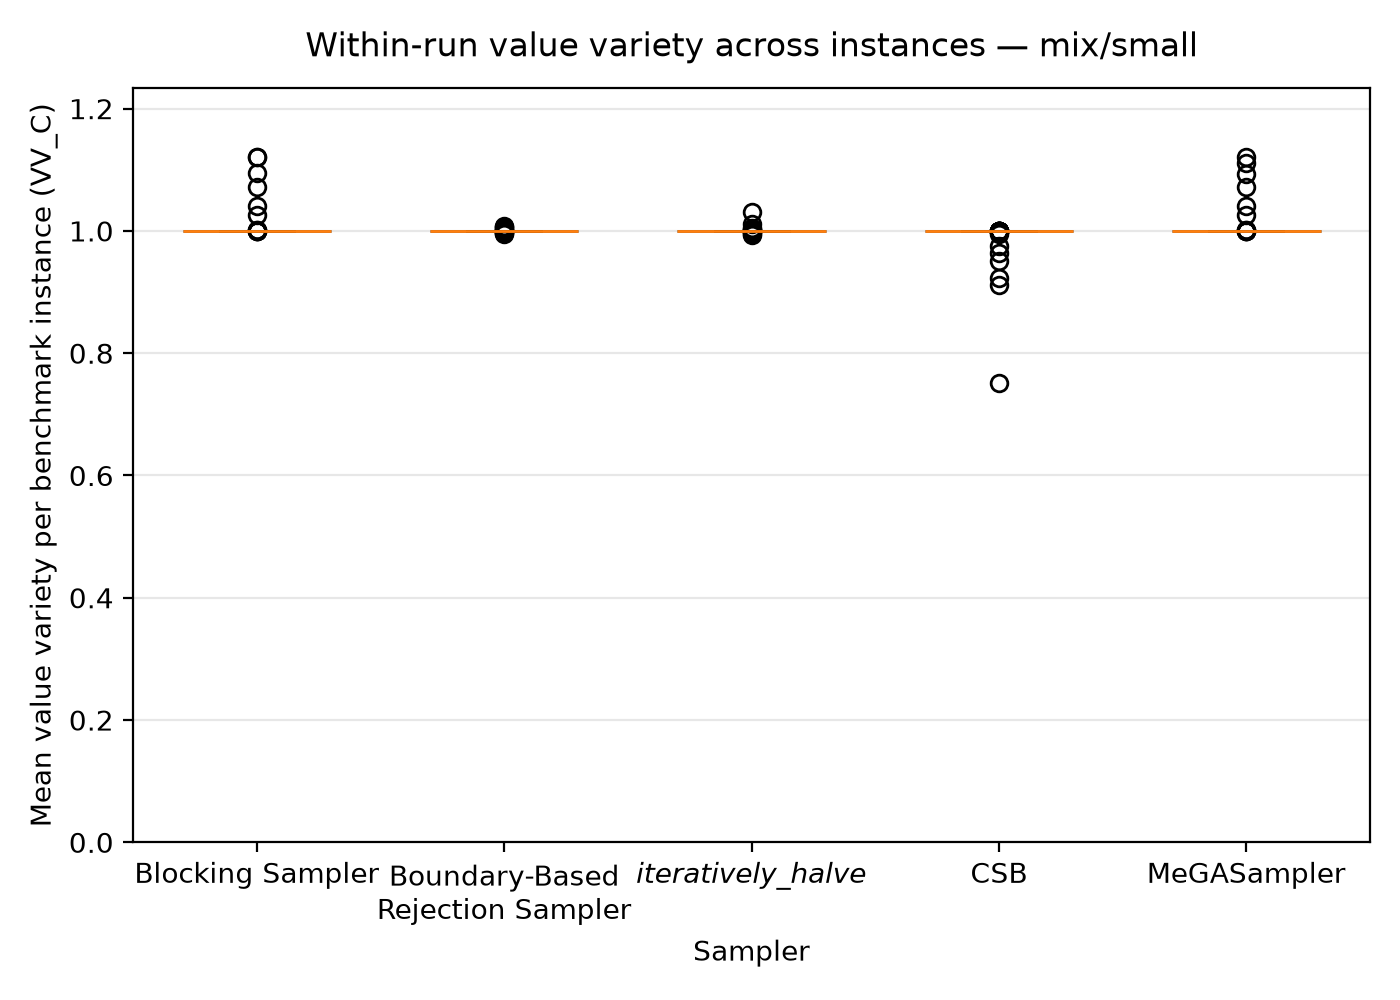 Within-run value variety across instances — mix/small
Mean value variety per benchmark instance (VV_C)
1.2
1.0
0.8
0.6
0.4
0.2
0.0
Blocking Sampler
Boundary-Based
Rejection Sampler
iteratively_halve
CSB
MeGASampler
Sampler